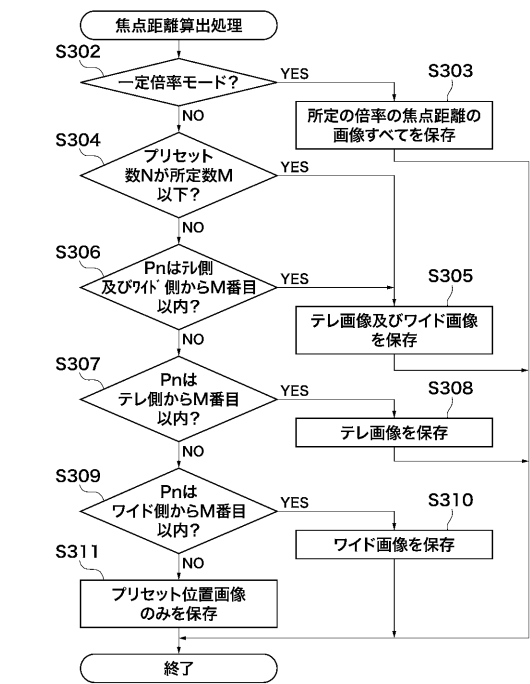 焦点距離算出処理
S302
一定倍率モード？
YES
S303
所定の倍率の焦点距離の
画像すべてを保存
NO
S304
プリセット
数Nが所定数M
以下？
YES
NO
S306
Pnはﾃﾚ側
及びﾜｲﾄﾞ側からM番目
以内？
YES
S305
テレ画像及びワイド画像
を保存
NO
S307
Pnは
テレ側からM番目
以内？
YES
S308
テレ画像を保存
NO
S309
Pnは
ワイド側からM番目
以内？
YES
S310
ワイド画像を保存
NO
S311
プリセット位置画像
のみを保存
終了